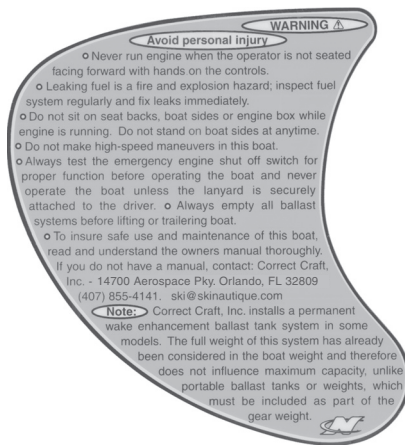 WARNING ⚠
Avoid personal injury
o Never run engine when the operator is not seated
facing forward with hands on the controls.
o Leaking fuel is a fire and explosion hazard; inspect fuel
system regularly and fix leaks immediately.
o Do not sit on seat backs, boat sides or engine box while
engine is running. Do not stand on boat sides at anytime.
o Do not make high-speed maneuvers in this boat.
o Always test the emergency engine shut off switch for
proper function before operating the boat and never
operate the boat unless the lanyard is securely
attached to the driver. o Always empty all ballast
systems before lifting or trailering boat.
o To insure safe use and maintenance of this boat,
read and understand the owners manual thoroughly.
If you do not have a manual, contact: Correct Craft,
Inc. - 14700 Aerospace Pky. Orlando, FL 32809
(407) 855-4141. ski@skinautique.com
Note: Correct Craft, Inc. installs a permanent
wake enhancement ballast tank system in some
models. The full weight of this system has already
been considered in the boat weight and therefore
does not influence maximum capacity, unlike
portable ballast tanks or weights, which
must be included as part of the
gear weight.